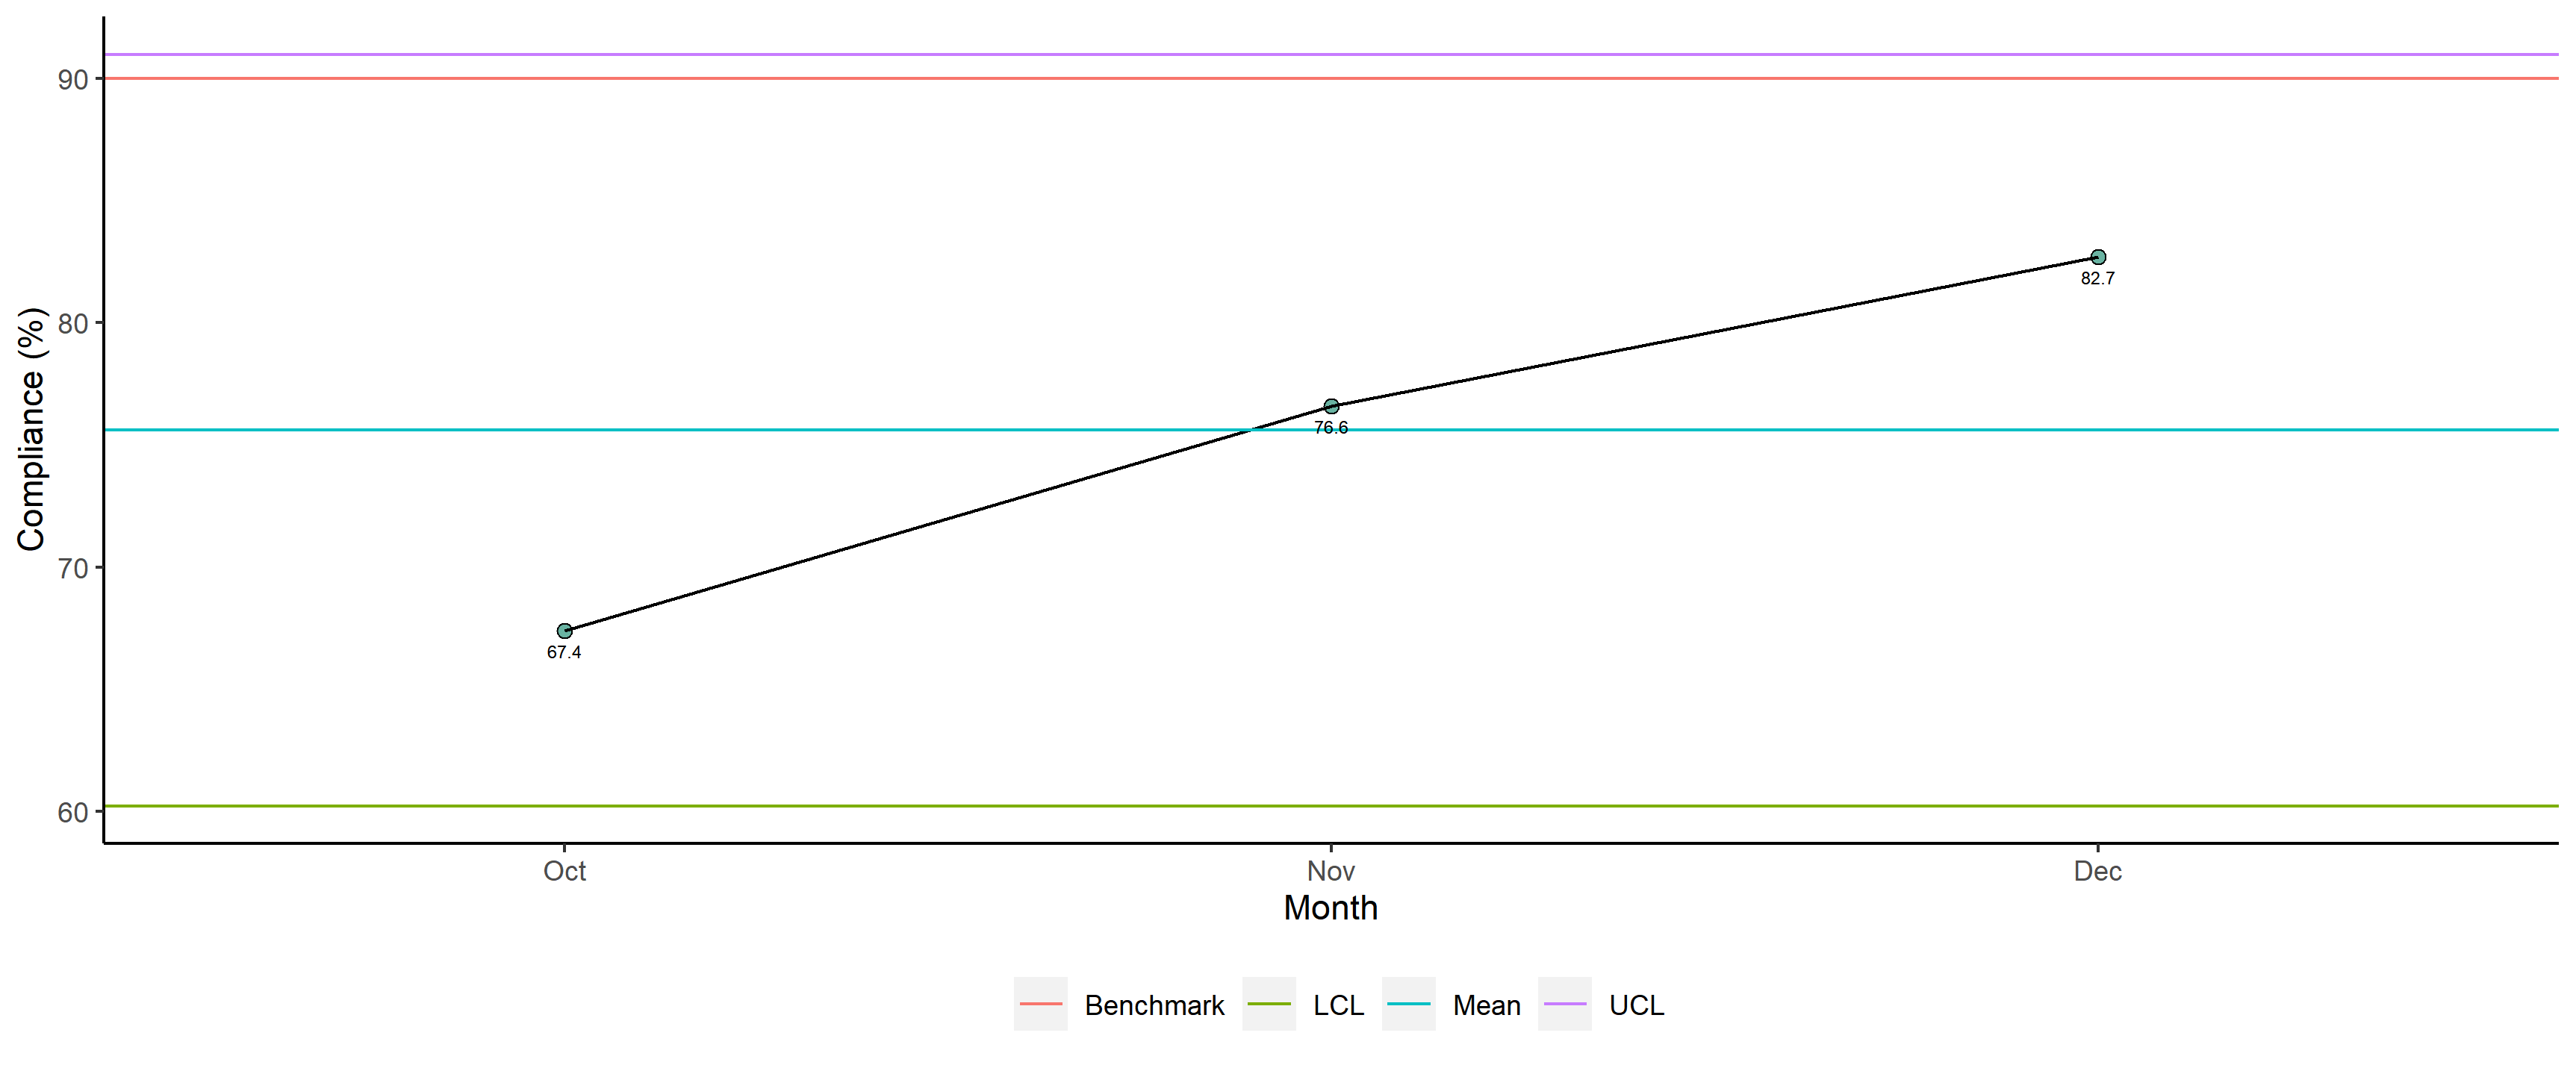 90
80
70
60
Compliance (%)
67.4
76.6
82.7
Oct Nov Dec
Month
Benchmark LCL Mean UCL